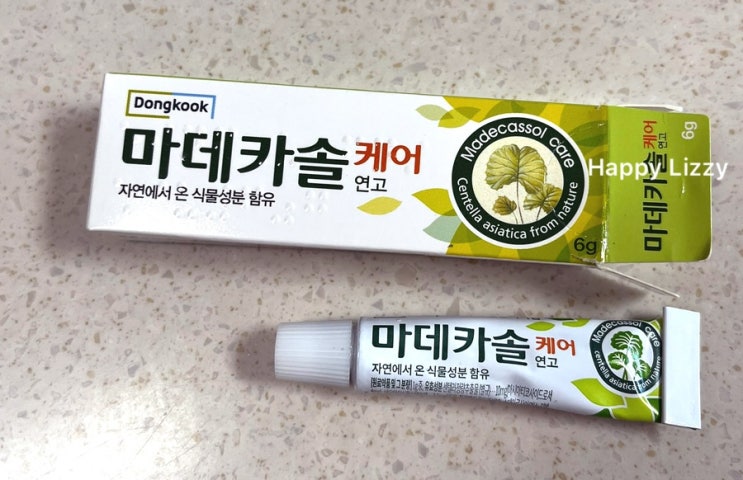 Dongkook
마데카솔 케어
연고
자연에서 온 식물성분 함유
Madecassol care
Centella asiatica from nature
6g
마데카솔 케어
연고
6g
Happy Lizzy
마데카솔 케어
연고
자연에서 온 식물성분 함유
Madecassol care
centella asiatica from nature